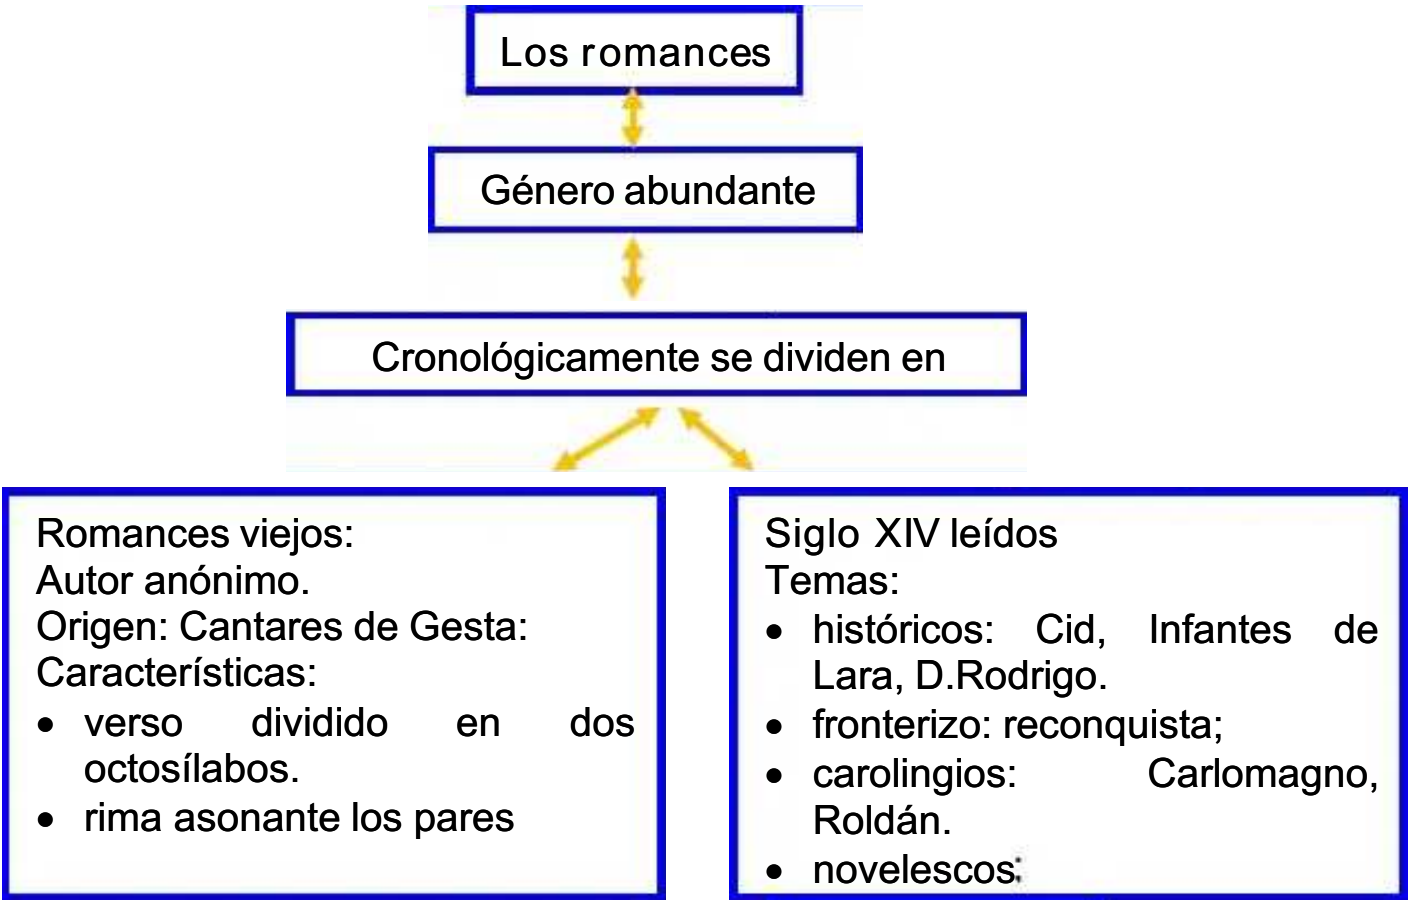 Los romances
Género abundante
Cronológicamente se dividen en
Romances viejos:
Autor anónimo.
Origen: Cantares de Gesta:
Características:
• verso dividido en dos
octosílabos.
• rima asonante los pares
Siglo XIV leídos
Temas:
• históricos: Cid, Infantes de
Lara, D.Rodrigo.
• fronterizo: reconquista;
• carolingios: Carlomagno,
Roldán.
• novelescos: